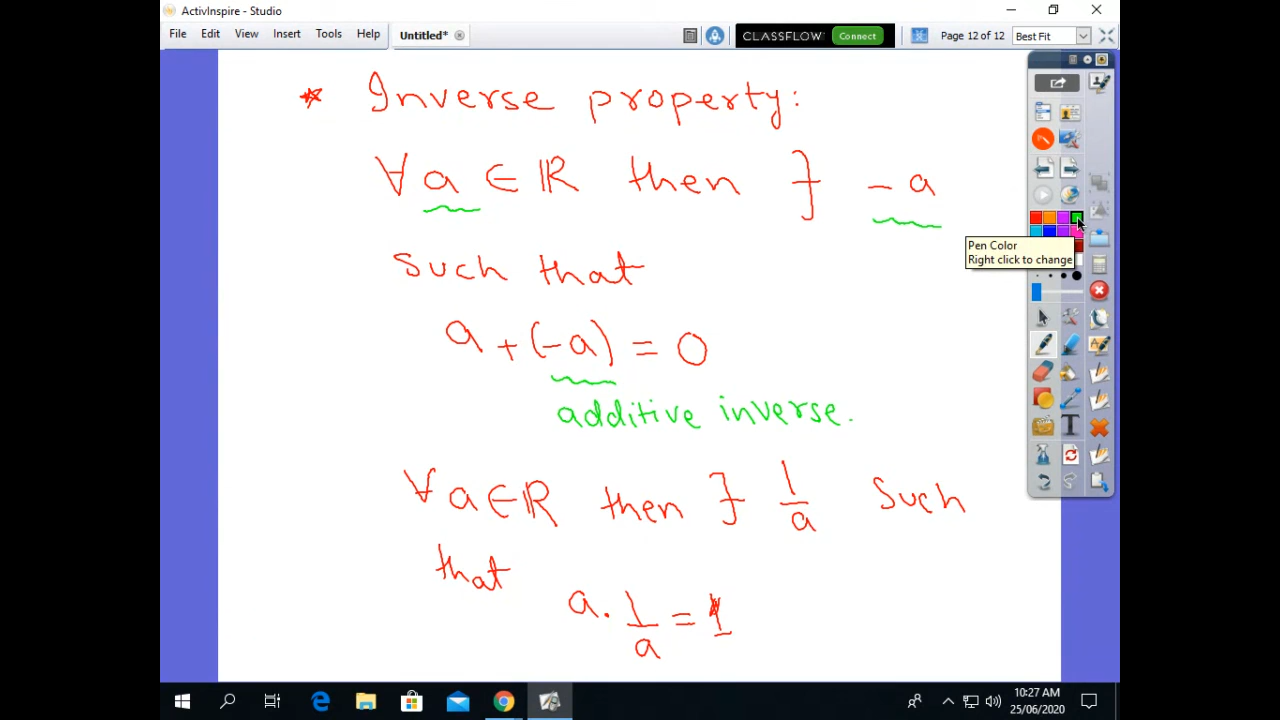 ActivInspire - Studio
File Edit View Insert Tools Help Untitled* CLASSFLOW Connect Page 12 of 12 Best Fit
* Inverse property:
∀ a ∈ ℝ then ∃ -a
Pen Color
Right click to change
such that
a + (-a) = 0
additive inverse.
∀ a ∈ ℝ then ∃ 1/a such
that
a . 1/a = 1
10:27 AM
25/06/2020